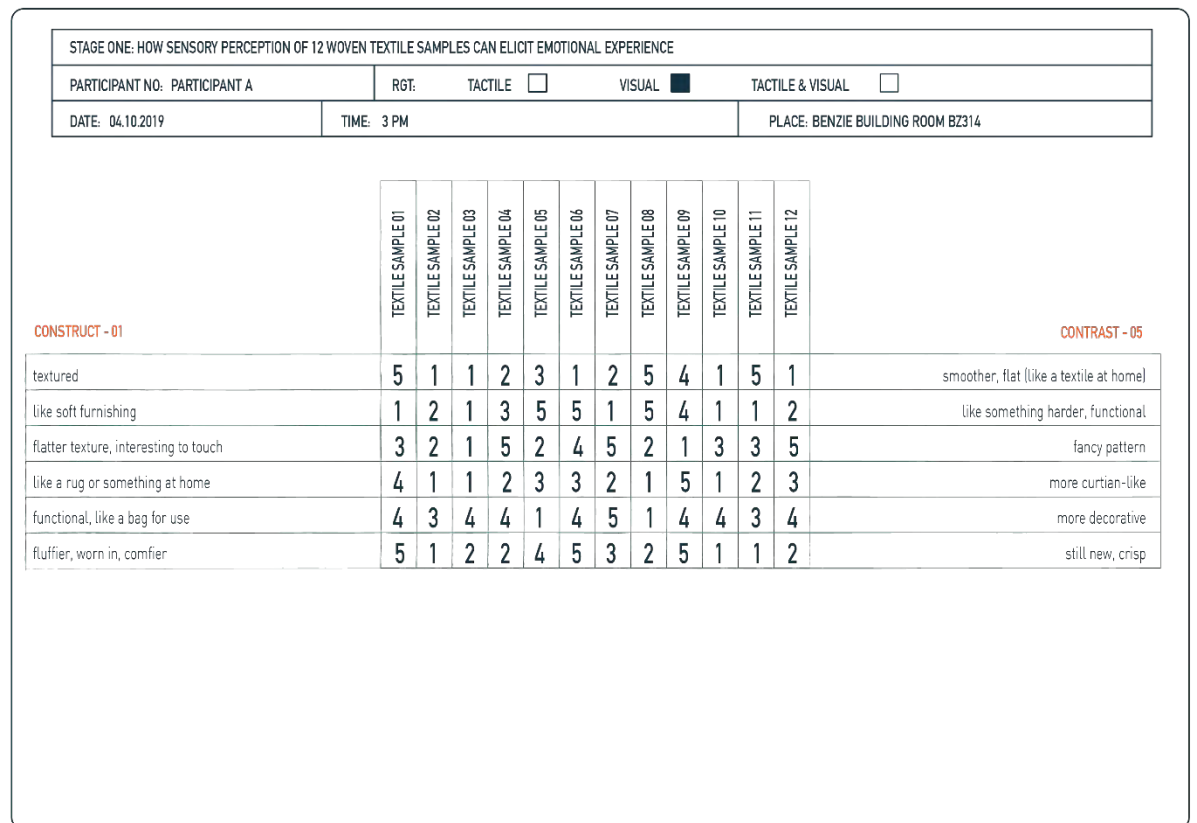 STAGE ONE: HOW SENSORY PERCEPTION OF 12 WOVEN TEXTILE SAMPLES CAN ELICIT EMOTIONAL EXPERIENCE
PARTICIPANT NO: PARTICIPANT A RGT: TACTILE VISUAL TACTILE & VISUAL
DATE: 04.10.2019 TIME: 3 PM PLACE: BENZIE BUILDING ROOM BZ314
TEXTILE SAMPLE 01
TEXTILE SAMPLE 02
TEXTILE SAMPLE 03
TEXTILE SAMPLE 04
TEXTILE SAMPLE 05
TEXTILE SAMPLE 06
TEXTILE SAMPLE 07
TEXTILE SAMPLE 08
TEXTILE SAMPLE 09
TEXTILE SAMPLE 10
TEXTILE SAMPLE 11
TEXTILE SAMPLE 12
CONSTRUCT - 01 CONTRAST - 05
textured 5 1 1 2 3 1 2 5 4 1 5 1 smoother, flat (like a textile at home)
like soft furnishing 1 2 1 3 5 5 1 5 4 1 1 2 like something harder, functional
flatter texture, interesting to touch 3 2 1 5 2 4 5 2 1 3 3 5 fancy pattern
like a rug or something at home 4 1 1 2 3 3 2 1 5 1 2 3 more curtian-like
functional, like a bag for use 4 3 4 4 1 4 5 1 4 4 3 4 more decorative
fluffier, worn in, comfier 5 1 2 2 4 5 3 2 5 1 1 2 still new, crisp